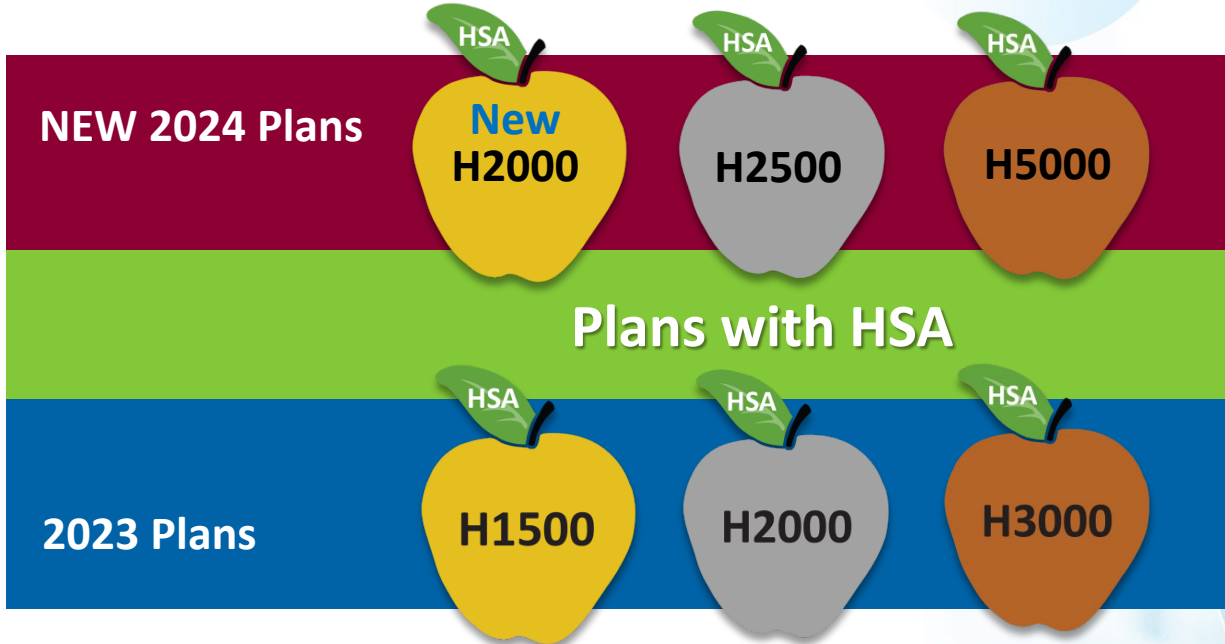 HSA
HSA
HSA
NEW 2024 Plans
New
H2000
H2500
H5000
Plans with HSA
HSA
HSA
HSA
2023 Plans
H1500
H2000
H3000